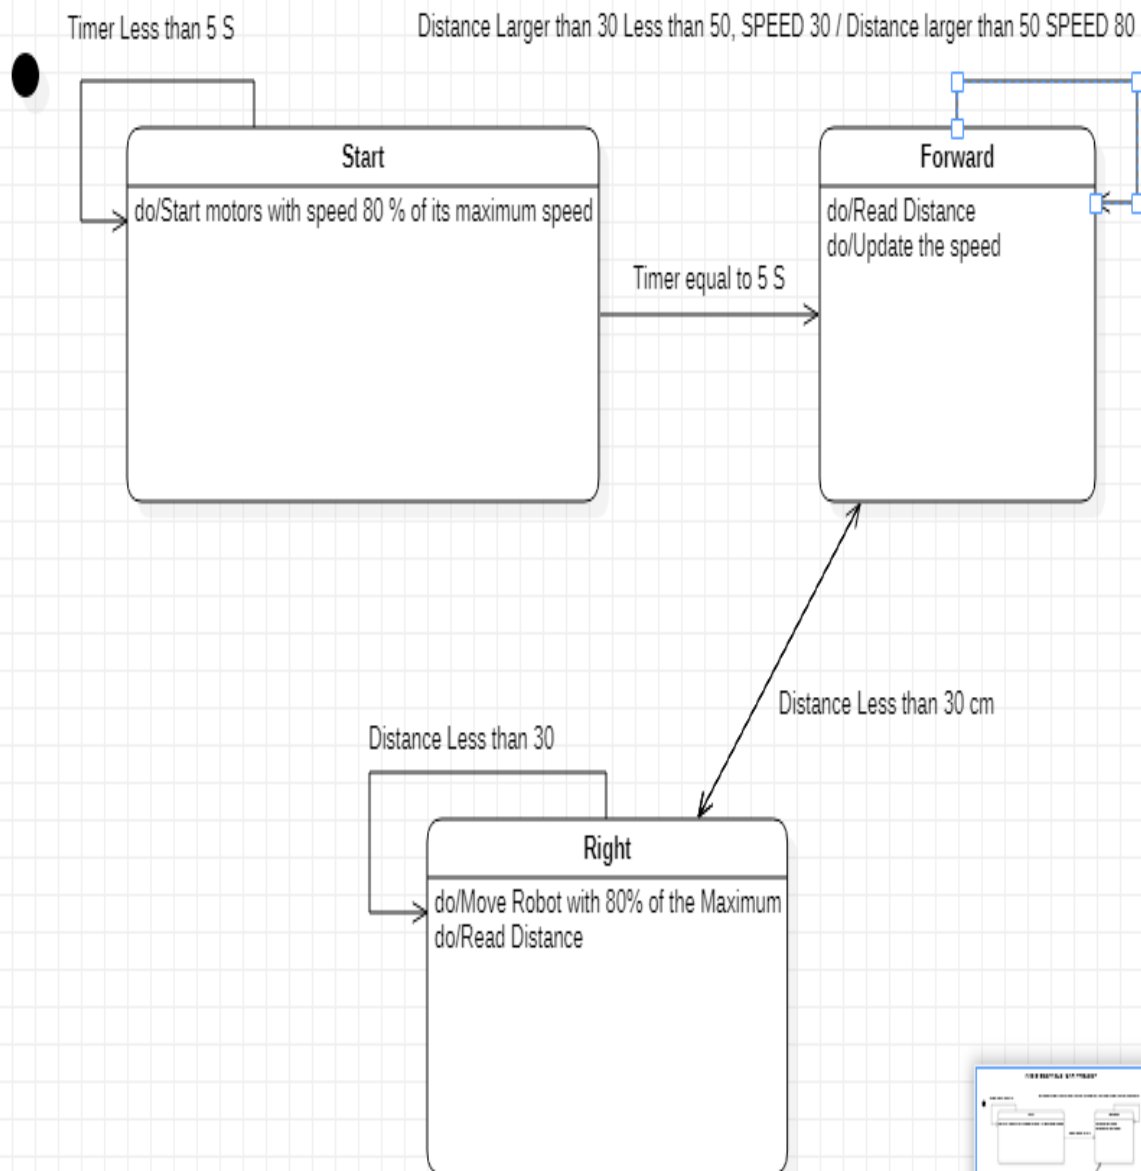 Timer Less than 5 S
Distance Larger than 30 Less than 50, SPEED 30 / Distance larger than 50 SPEED 80
Start
do/Start motors with speed 80 % of its maximum speed
Timer equal to 5 S
Forward
do/Read Distance
do/Update the speed
Distance Less than 30 cm
Distance Less than 30
Right
do/Move Robot with 80% of the Maximum
do/Read Distance